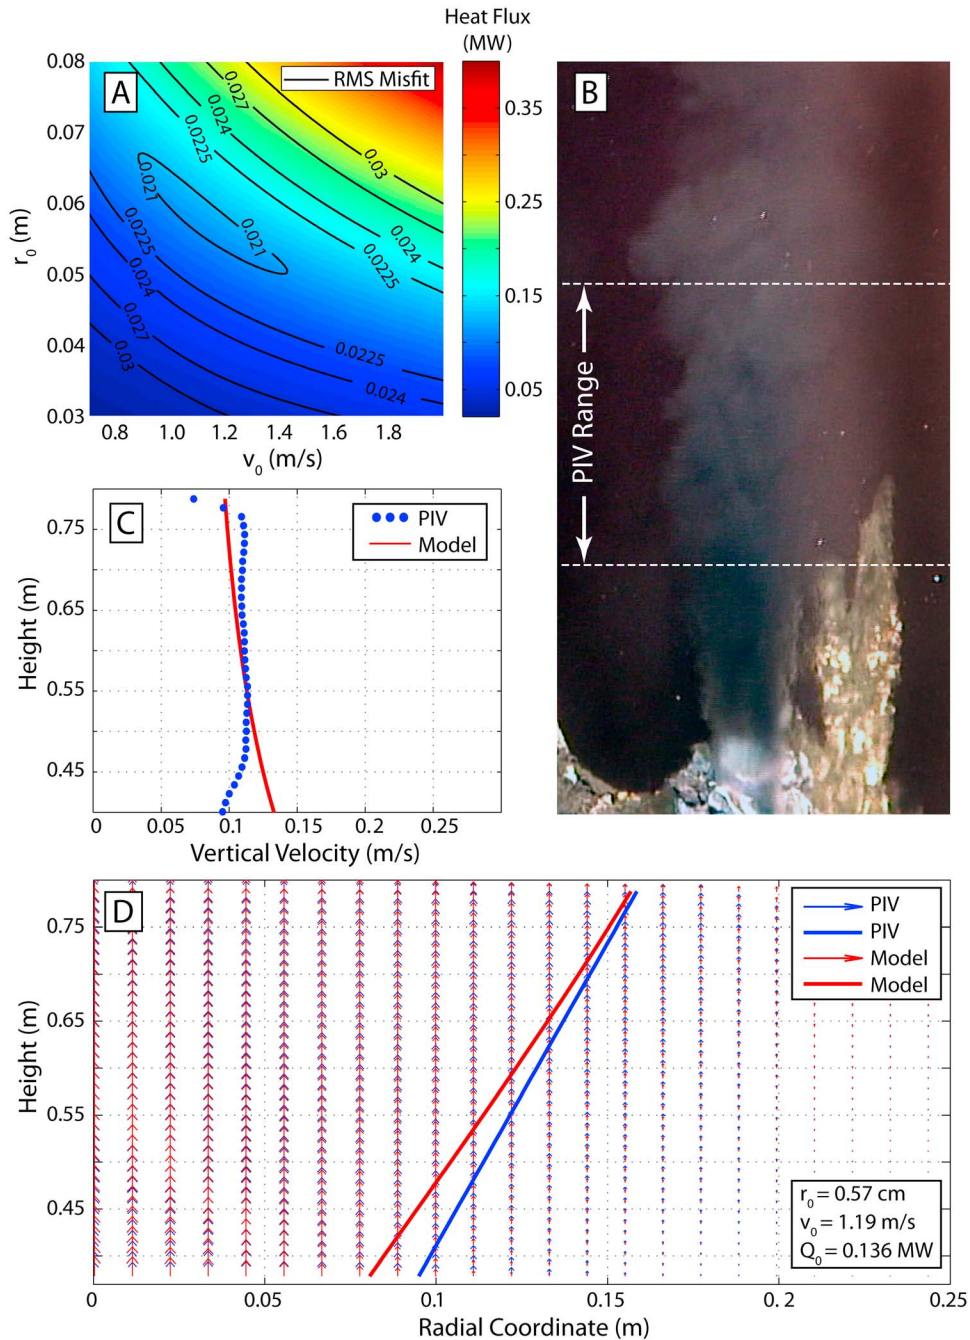 Heat Flux
(MW)
A
RMS Misfit
0.027
0.024
0.0225
0.03
0.021
0.021
0.0225
0.024
0.027
0.03
0.024
0.0225
0.0225
0.024
0.08
0.07
0.06
0.05
0.04
0.03
r₀ (m)
0.8 1.0 1.2 1.4 1.6 1.8
v₀ (m/s)
0.35
0.25
0.15
0.05
B
PIV Range
C
PIV
Model
0.75
0.65
0.55
0.45
Height (m)
0 0.05 0.1 0.15 0.2 0.25
Vertical Velocity (m/s)
D
PIV
PIV
Model
Model
0.75
0.65
0.55
0.45
Height (m)
r₀ = 0.57 cm
v₀ = 1.19 m/s
Q₀ = 0.136 MW
0 0.05 0.1 0.15 0.2 0.25
Radial Coordinate (m)